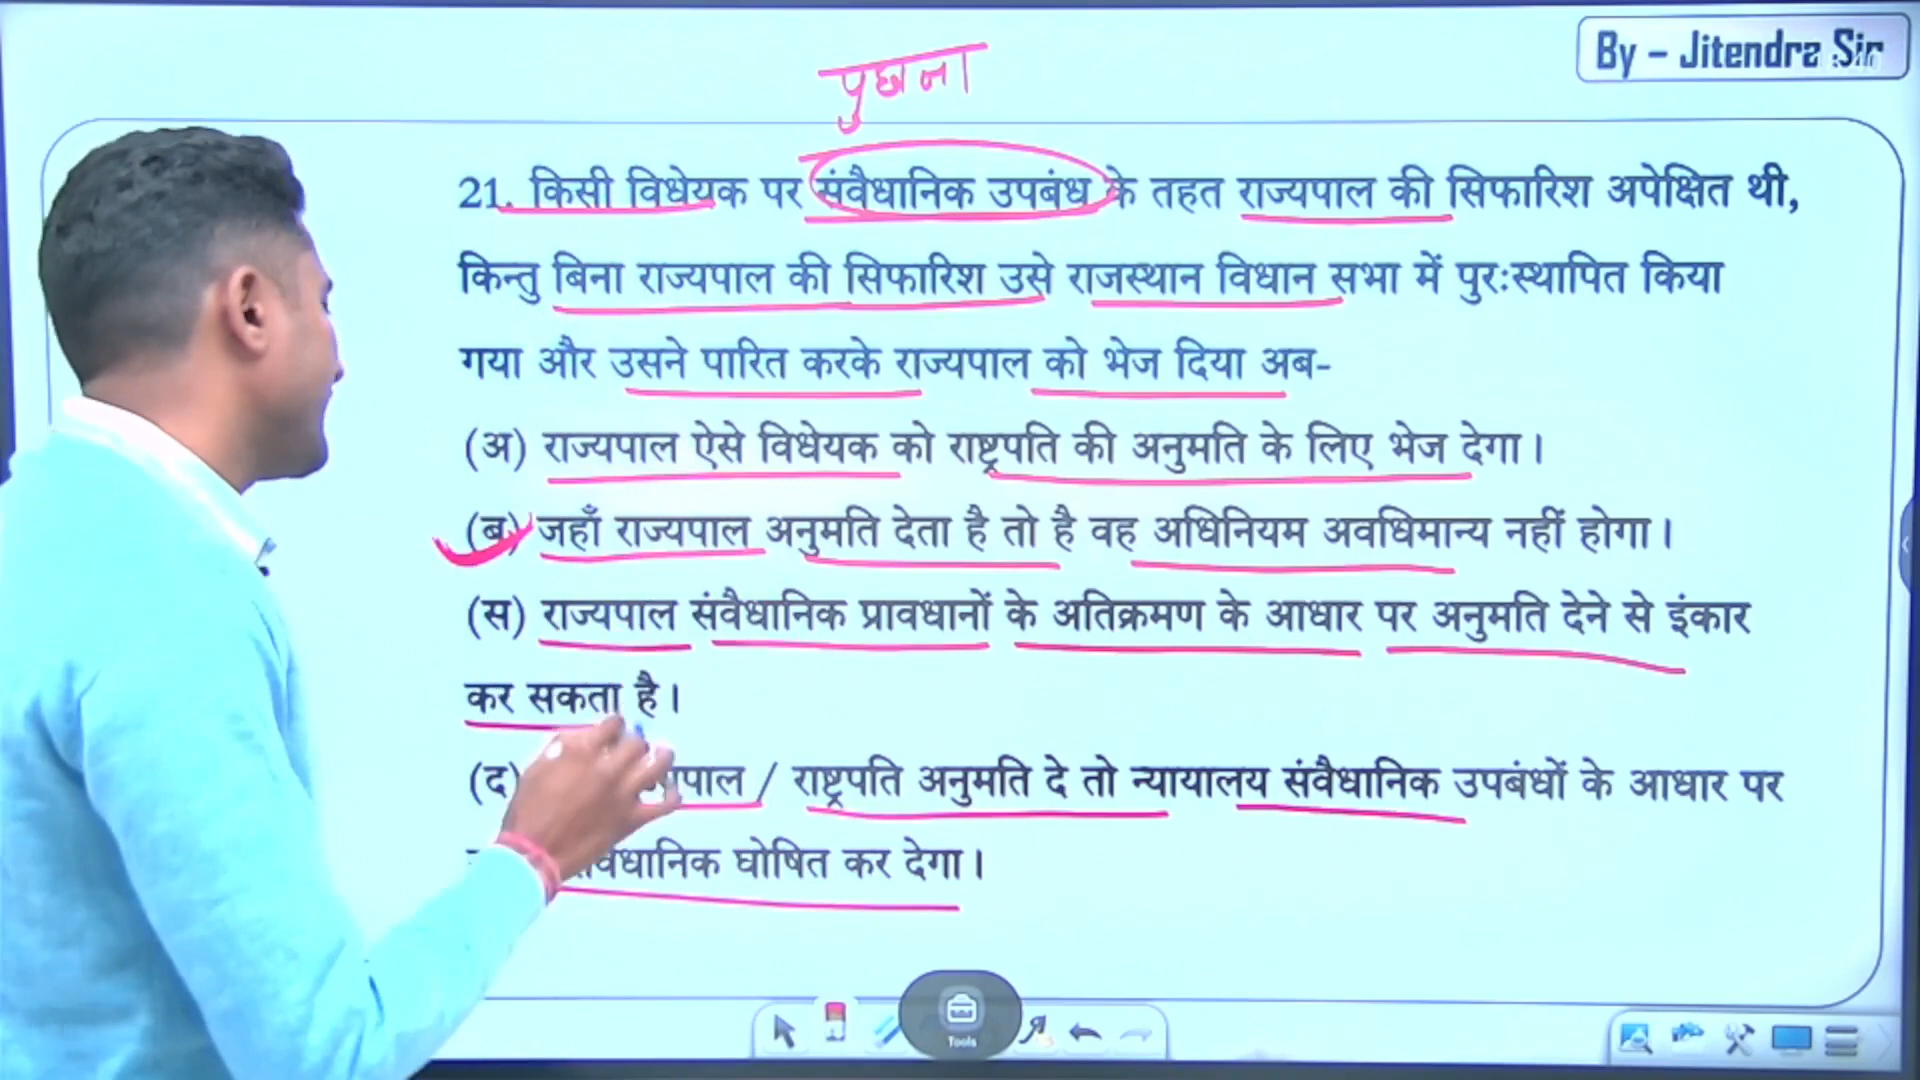 By – Jitendra Sir
पुछना
21. किसी विधेयक पर संवैधानिक उपबंध के तहत राज्यपाल की सिफारिश अपेक्षित थी,
किन्तु बिना राज्यपाल की सिफारिश उसे राजस्थान विधान सभा में पुरःस्थापित किया
गया और उसने पारित करके राज्यपाल को भेज दिया अब-
(अ) राज्यपाल ऐसे विधेयक को राष्ट्रपति की अनुमति के लिए भेज देगा।
(ब) जहाँ राज्यपाल अनुमति देता है तो है वह अधिनियम अवधिमान्य नहीं होगा।
(स) राज्यपाल संवैधानिक प्रावधानों के अतिक्रमण के आधार पर अनुमति देने से इंकार
कर सकता है।
(द) पाल / राष्ट्रपति अनुमति दे तो न्यायालय संवैधानिक उपबंधों के आधार पर
घोषित कर देगा।
Tools